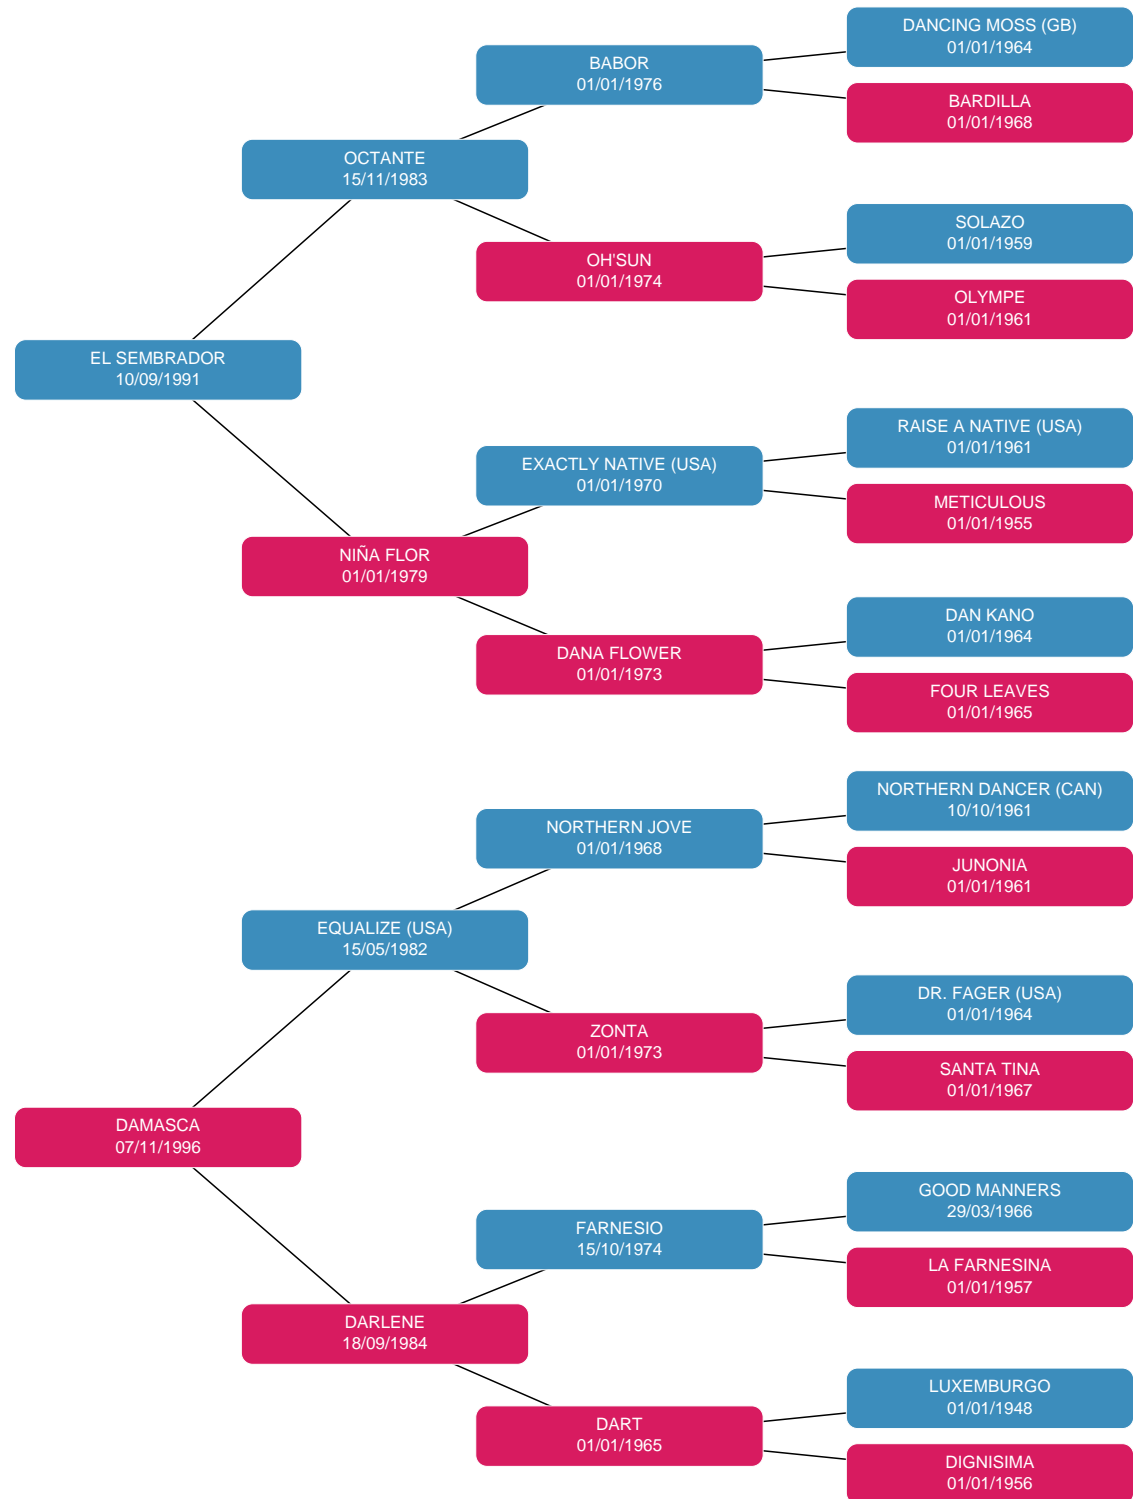 DANCING MOSS (GB)
01/01/1964
BABOR
01/01/1976
BARDILLA
01/01/1968
OCTANTE
15/11/1983
SOLAZO
01/01/1959
OH'SUN
01/01/1974
OLYMPE
01/01/1961
EL SEMBRADOR
10/09/1991
RAISE A NATIVE (USA)
01/01/1961
EXACTLY NATIVE (USA)
01/01/1970
METICULOUS
01/01/1955
NIÑA FLOR
01/01/1979
DAN KANO
01/01/1964
DANA FLOWER
01/01/1973
FOUR LEAVES
01/01/1965
NORTHERN DANCER (CAN)
10/10/1961
NORTHERN JOVE
01/01/1968
JUNONIA
01/01/1961
EQUALIZE (USA)
15/05/1982
DR. FAGER (USA)
01/01/1964
ZONTA
01/01/1973
SANTA TINA
01/01/1967
DAMASCA
07/11/1996
GOOD MANNERS
29/03/1966
FARNESIO
15/10/1974
LA FARNESINA
01/01/1957
DARLENE
18/09/1984
LUXEMBURGO
01/01/1948
DART
01/01/1965
DIGNISIMA
01/01/1956